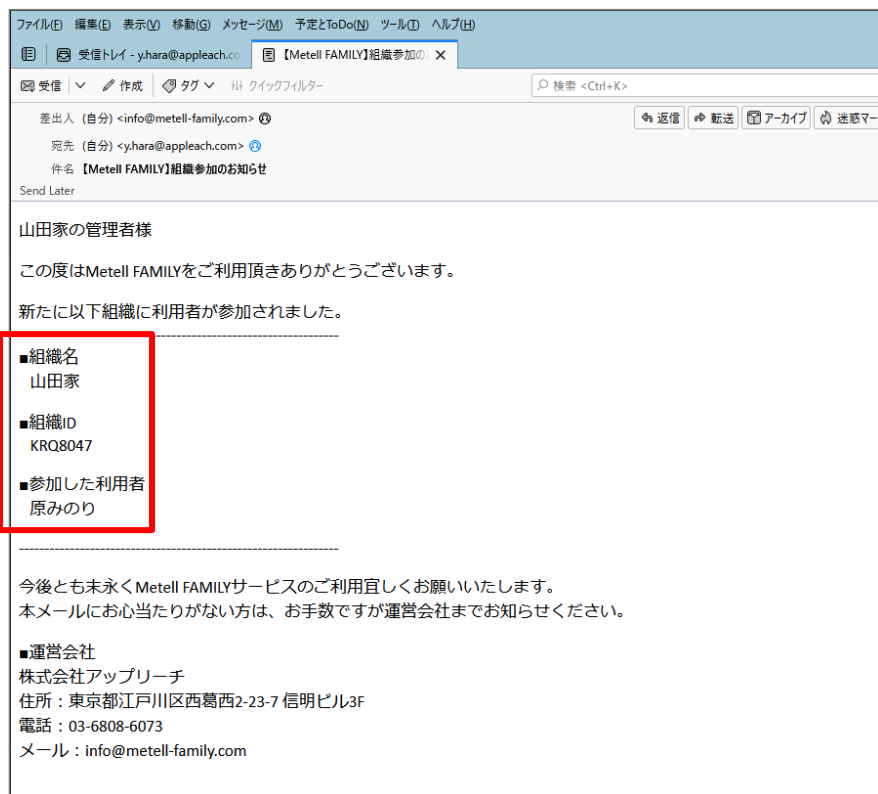 ファイル(F) 編集(E) 表示(V) 移動(G) メッセージ(M) 予定とToDo(N) ツール(T) ヘルプ(H)
受信トレイ - y.hara@appleach.co 【Metell FAMILY】組織参加の
受信 作成 タグ クイックフィルター 検索 <Ctrl+K>
差出人 (自分) <info@metell-family.com> 返信 転送 アーカイブ 迷惑マー
宛先 (自分) <y.hara@appleach.com>
件名 【Metell FAMILY】組織参加のお知らせ
Send Later
山田家の管理者様
この度はMetell FAMILYをご利用頂きありがとうございます。
新たに以下組織に利用者が参加されました。
----------------------------------------------------------------
■組織名
山田家
■組織ID
KRQ8047
■参加した利用者
原みのり
----------------------------------------------------------------
今後とも末永くMetell FAMILYサービスのご利用宜しくお願いいたします。
本メールにお心当たりがない方は、お手数ですが運営会社までお知らせください。
■運営会社
株式会社アップリーチ
住所：東京都江戸川区西葛西2-23-7 信明ビル3F
電話：03-6808-6073
メール：info@metell-family.com